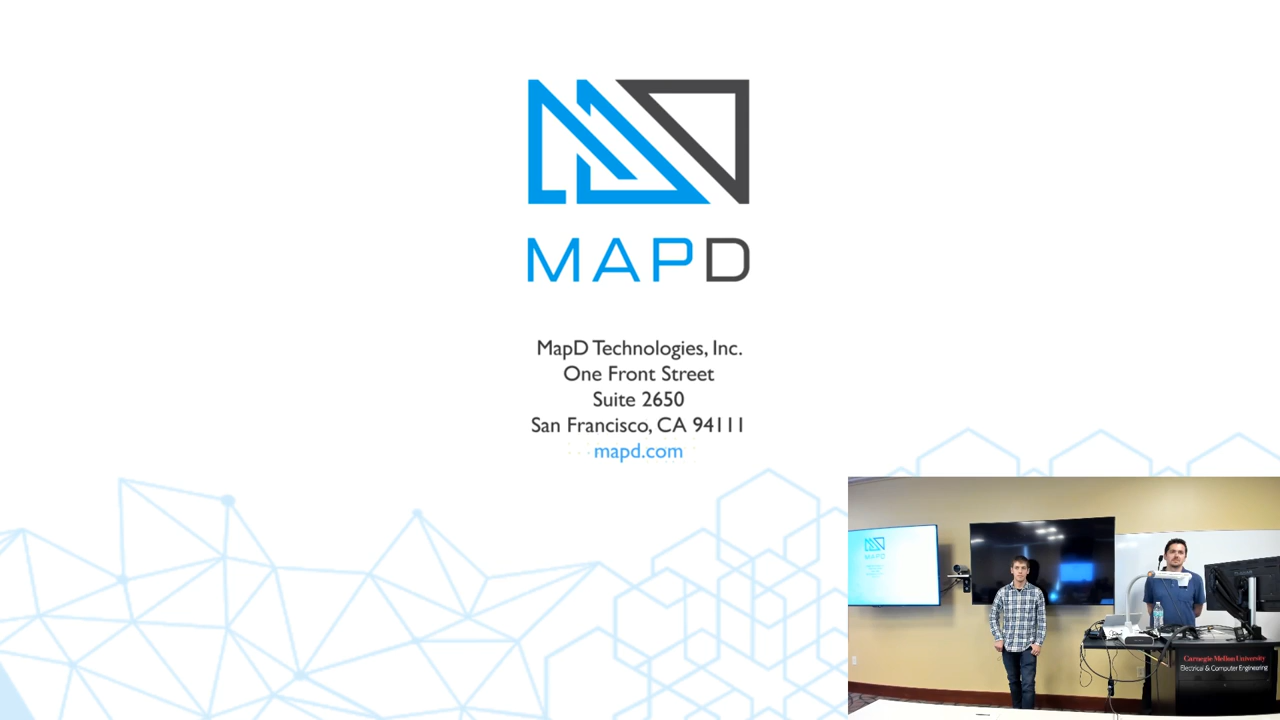 MAPD
MapD Technologies, Inc.
One Front Street
Suite 2650
San Francisco, CA 94111
mapd.com
MAPD
Carnegie Mellon University
Electrical & Computer Engineering